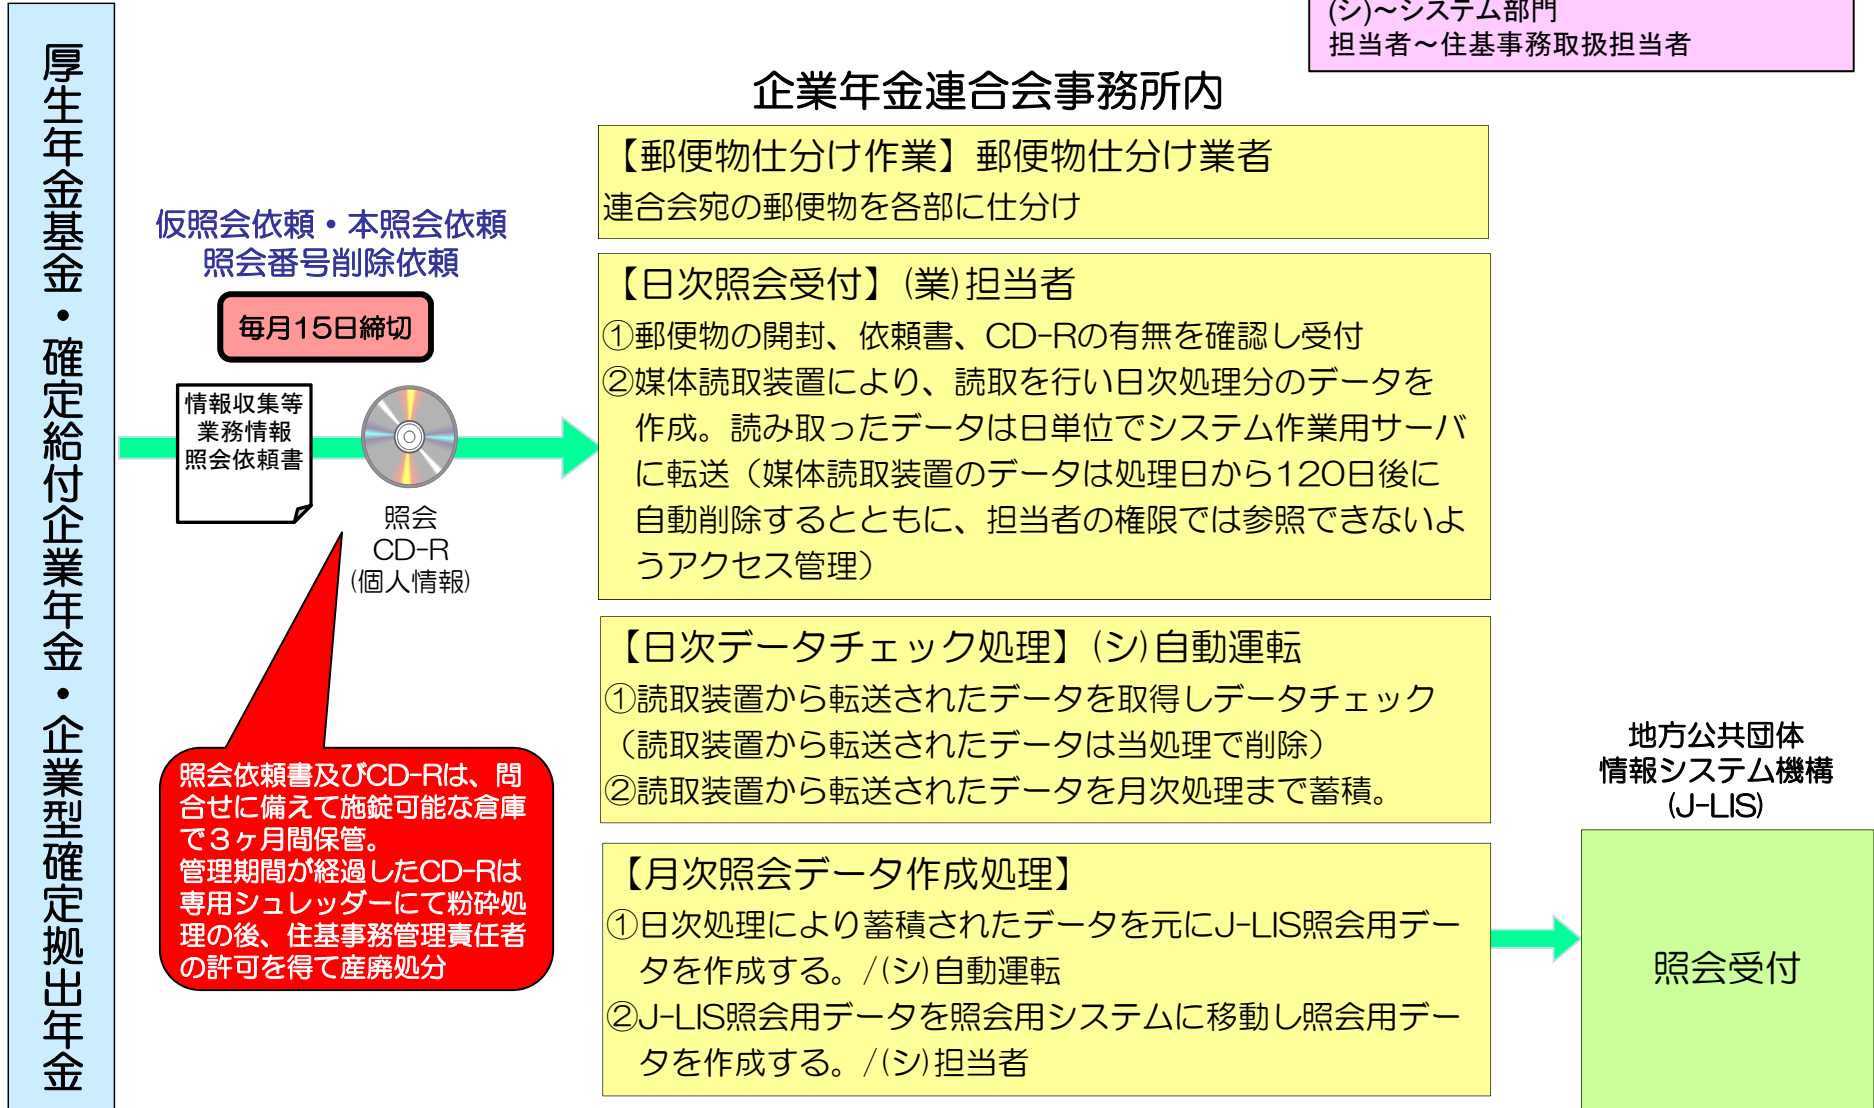 (シ)～システム部門
担当者～住基事務取扱担当者
厚生年金基金・確定給付企業年金・企業型確定拠出年金
企業年金連合会事務所内
仮照会依頼・本照会依頼
照会番号削除依頼
毎月15日締切
情報収集等
業務情報
照会依頼書
照会
CD-R
(個人情報)
照会依頼書及びCD-Rは、問
合せに備えて施錠可能な倉庫
で３ヶ月間保管。
管理期間が経過したCD-Rは
専用シュレッダーにて粉砕処
理の後、住基事務管理責任者
の許可を得て産廃処分
【郵便物仕分け作業】郵便物仕分け業者
連合会宛の郵便物を各部に仕分け
【日次照会受付】(業)担当者
①郵便物の開封、依頼書、CD-Rの有無を確認し受付
②媒体読取装置により、読取を行い日次処理分のデータを
作成。読み取ったデータは日単位でシステム作業用サーバ
に転送（媒体読取装置のデータは処理日から120日後に
自動削除するとともに、担当者の権限では参照できないよ
うアクセス管理）
【日次データチェック処理】(シ)自動運転
①読取装置から転送されたデータを取得しデータチェック
（読取装置から転送されたデータは当処理で削除）
②読取装置から転送されたデータを月次処理まで蓄積。
【月次照会データ作成処理】
①日次処理により蓄積されたデータを元にJ-LIS照会用デー
タを作成する。/(シ)自動運転
②J-LIS照会用データを照会用システムに移動し照会用デー
タを作成する。/(シ)担当者
地方公共団体
情報システム機構
(J-LIS)
照会受付